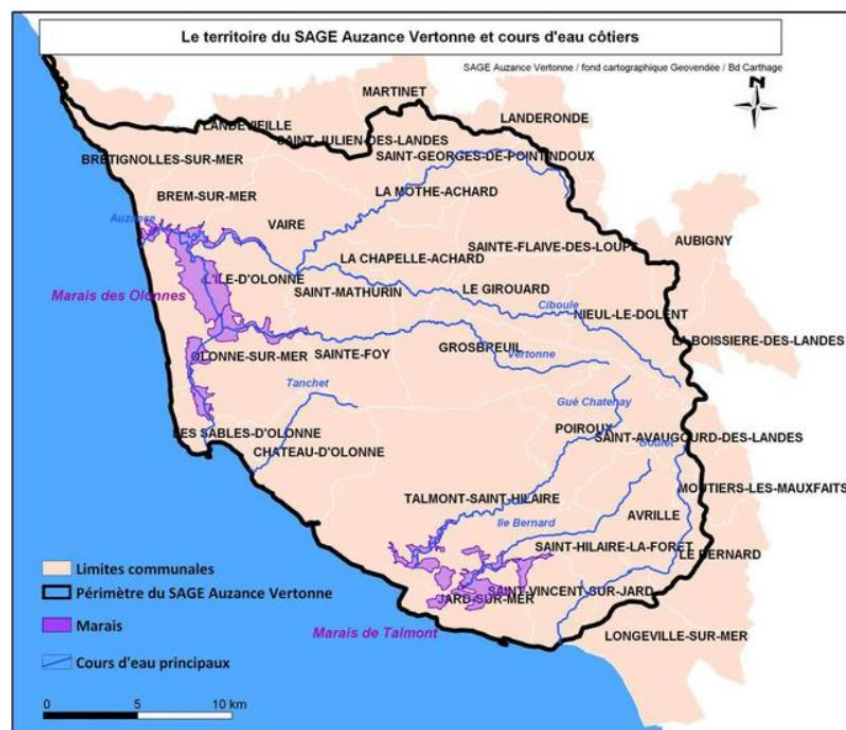 Le territoire du SAGE Auzance Vertonne et cours d'eau côtiers
SAGE Auzance Vertonne / fond cartographique Geovendée / Bd Carthage
N
MARTINET
LANDERONDE
LANDEVIEILLE
SAINT-JULIEN-DES-LANDES
SAINT-GEORGES-DE-POINTINDOUX
BRETIGNOLLES-SUR-MER
LA MOTHE-ACHARD
BREM-SUR-MER
Auzance
VAIRE
AUBIGNY
SAINTE-FLAIVE-DES-LOUPS
LA CHAPELLE-ACHARD
L'ILE-D'OLONNE
Marais des Olonnes
SAINT-MATHURIN
LE GIROUARD
Ciboule
NIEUL-LE-DOLENT
LA BOISSIERE-DES-LANDES
OLONNE-SUR-MER
SAINTE-FOY
GROSBREUIL
Vertonne
Tanchet
Gué Chatenay
POIROUX
LES SABLES-D'OLONNE
SAINT-AVAUGOURD-DES-LANDES
Goulet
CHATEAU-D'OLONNE
MOUTIERS-LES-MAUXFAITS
TALMONT-SAINT-HILAIRE
Ile Bernard
AVRILLE
SAINT-HILAIRE-LA-FORET
LE BERNARD
SAINT-VINCENT-SUR-JARD
JARD-SUR-MER
Marais de Talmont
LONGEVILLE-SUR-MER
Limites communales
Périmètre du SAGE Auzance Vertonne
Marais
Cours d'eau principaux
0 5 10 km